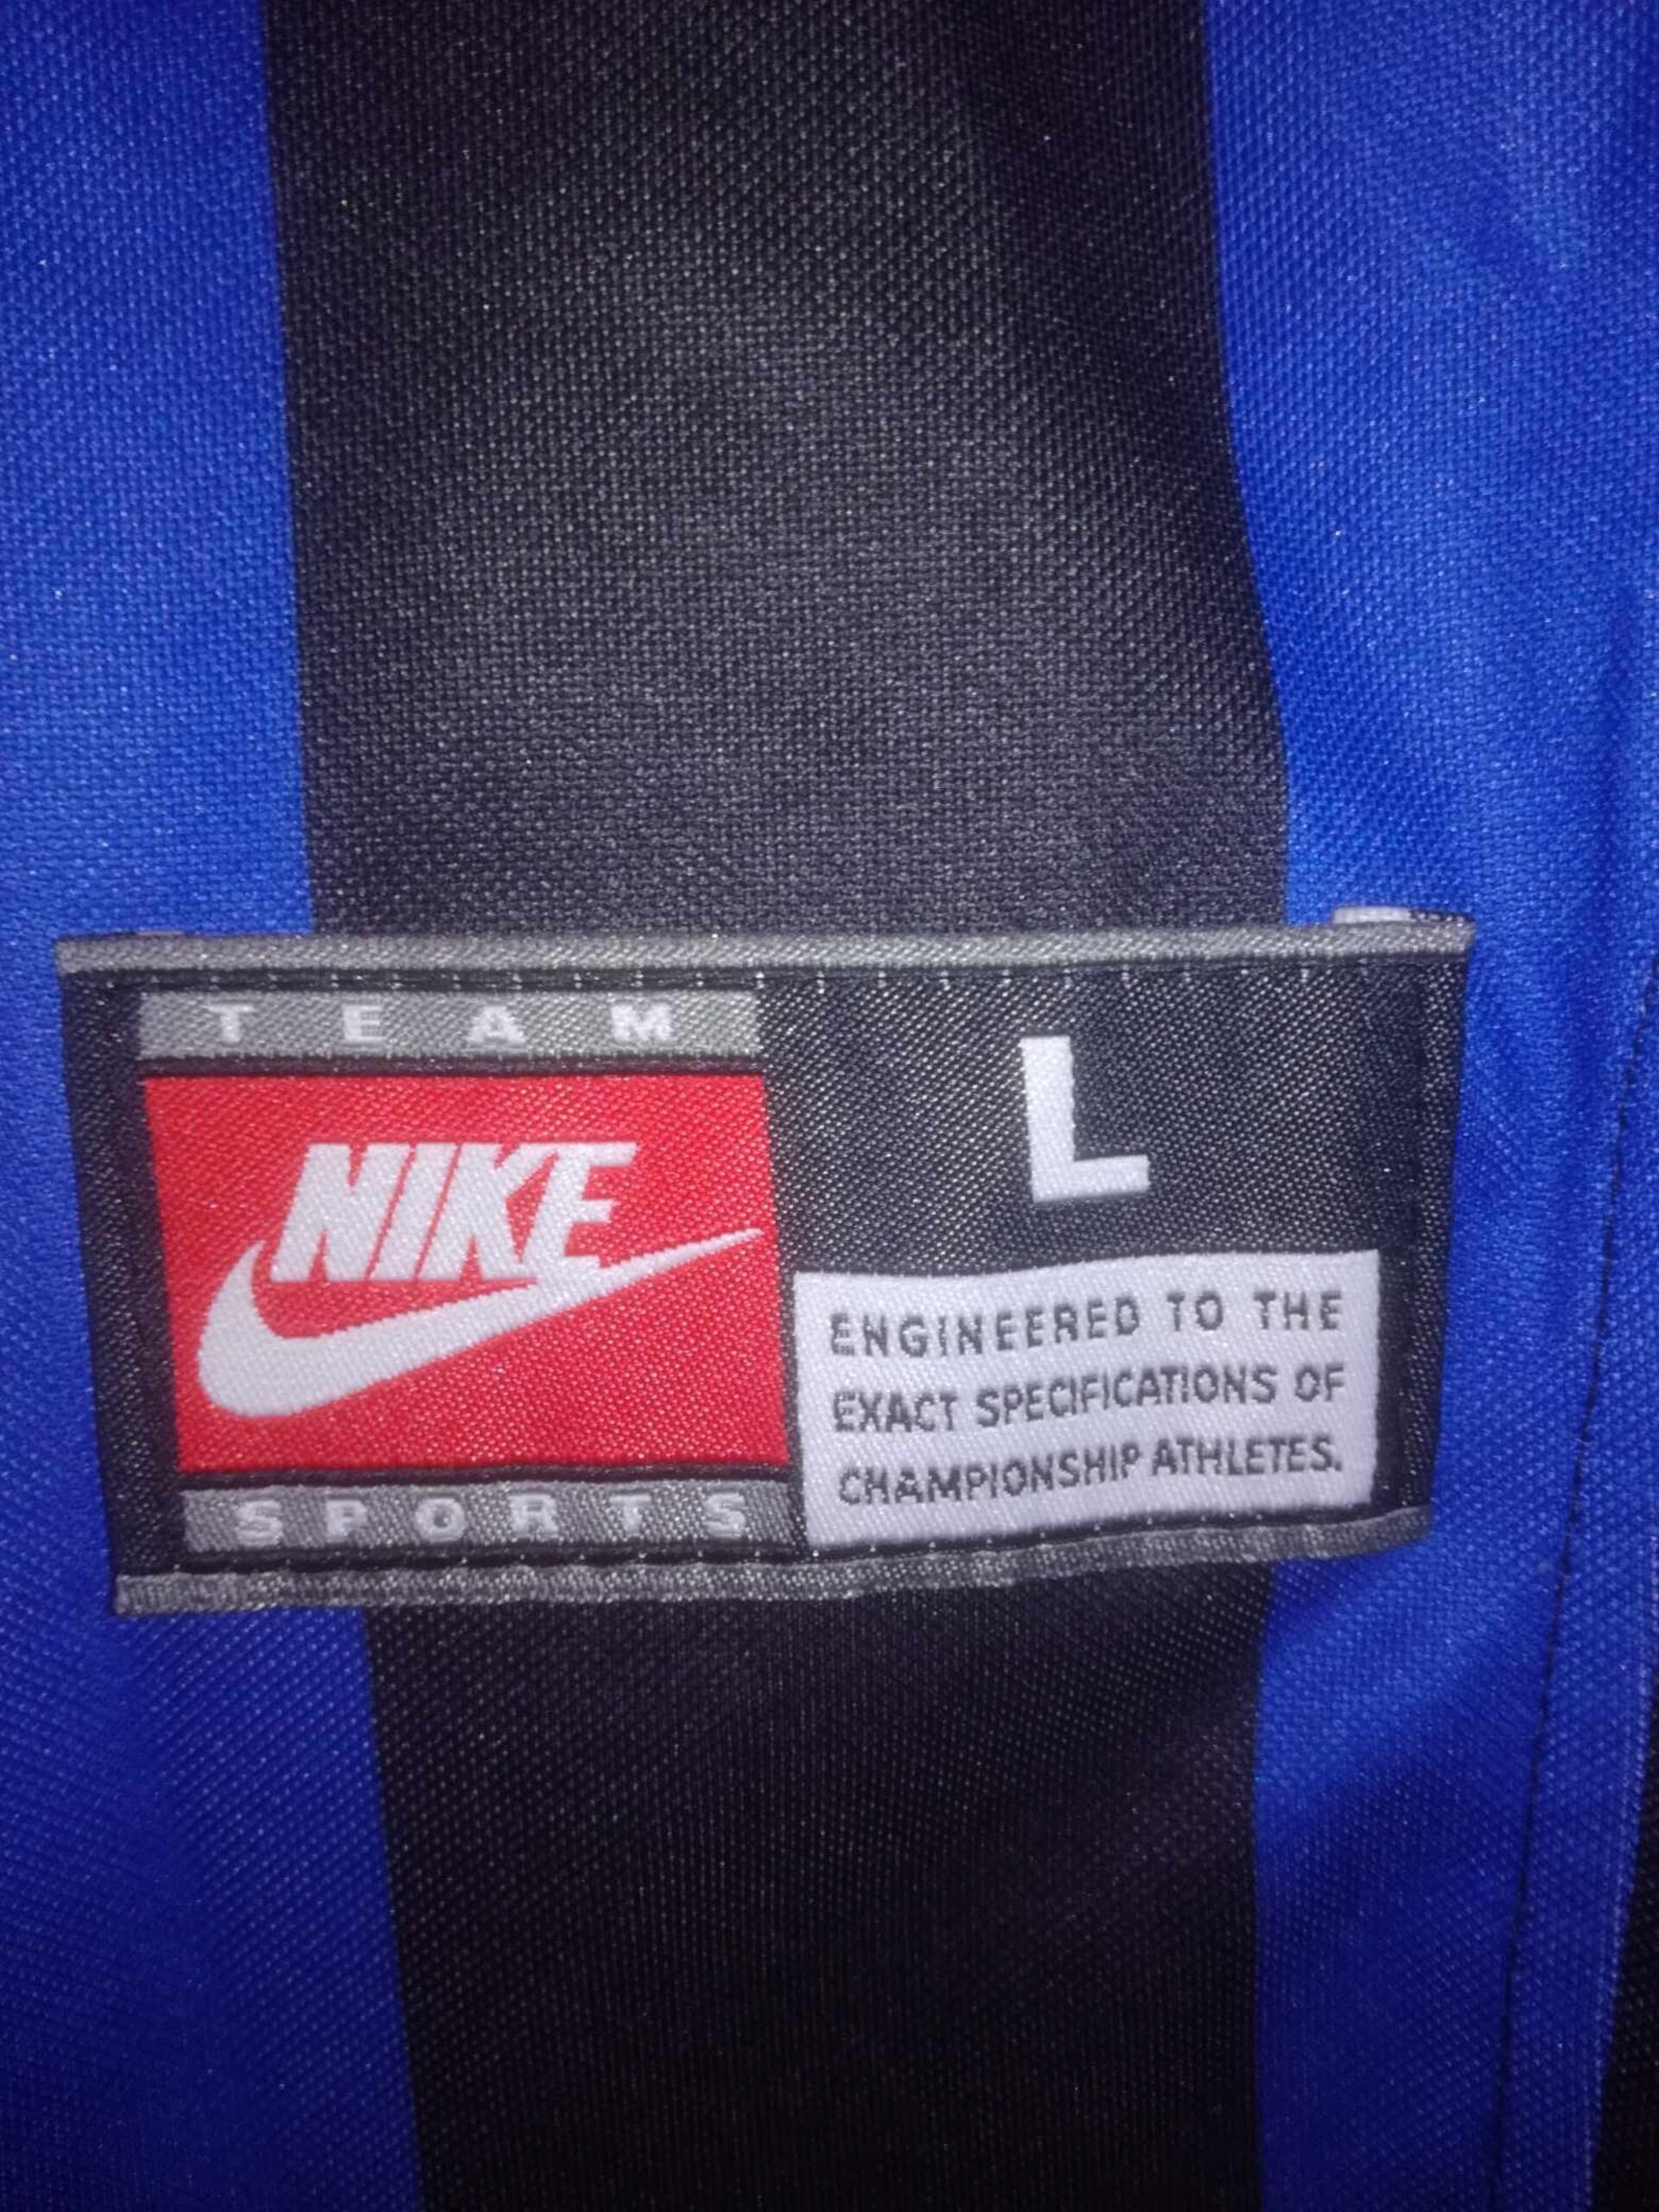 TEAM
NIKE
SPORTS
L
ENGINEERED TO THE
EXACT SPECIFICATIONS OF
CHAMPIONSHIP ATHLETES.